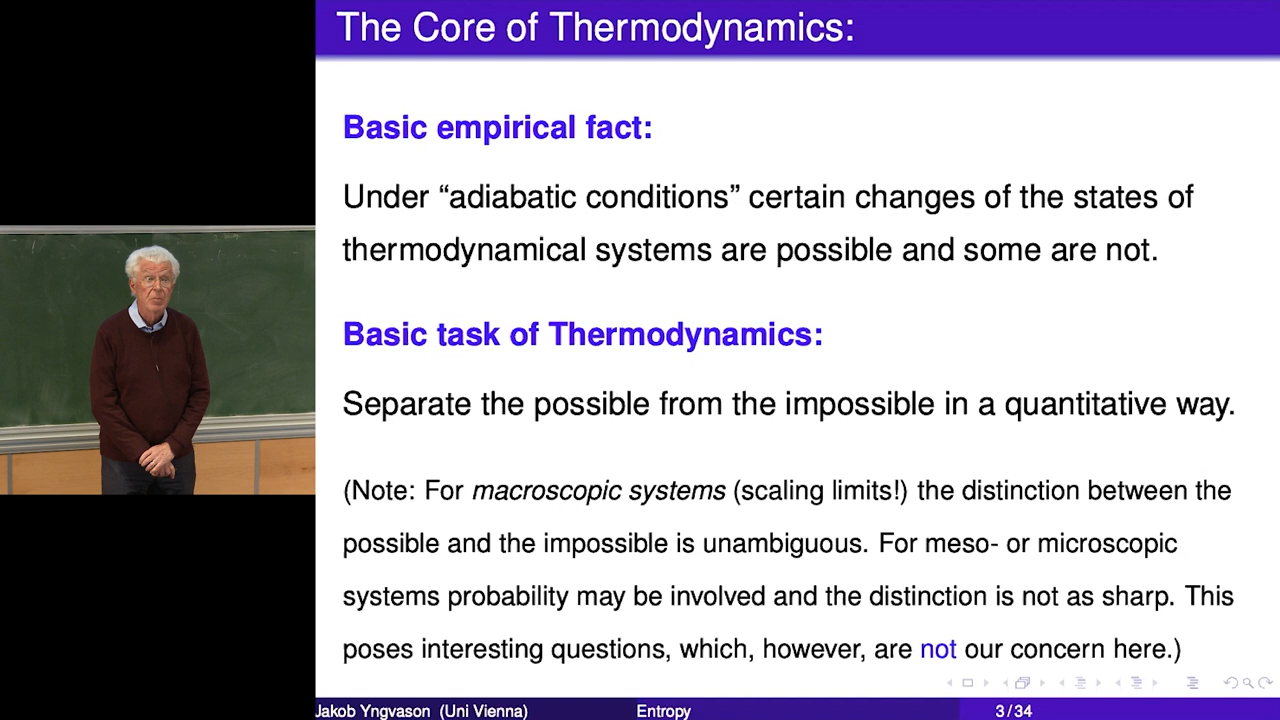 The Core of Thermodynamics:
Basic empirical fact:
Under “adiabatic conditions” certain changes of the states of
thermodynamical systems are possible and some are not.
Basic task of Thermodynamics:
Separate the possible from the impossible in a quantitative way.
(Note: For macroscopic systems (scaling limits!) the distinction between the
possible and the impossible is unambiguous. For meso- or microscopic
systems probability may be involved and the distinction is not as sharp. This
poses interesting questions, which, however, are not our concern here.)
Jakob Yngvason (Uni Vienna) Entropy 3 / 34